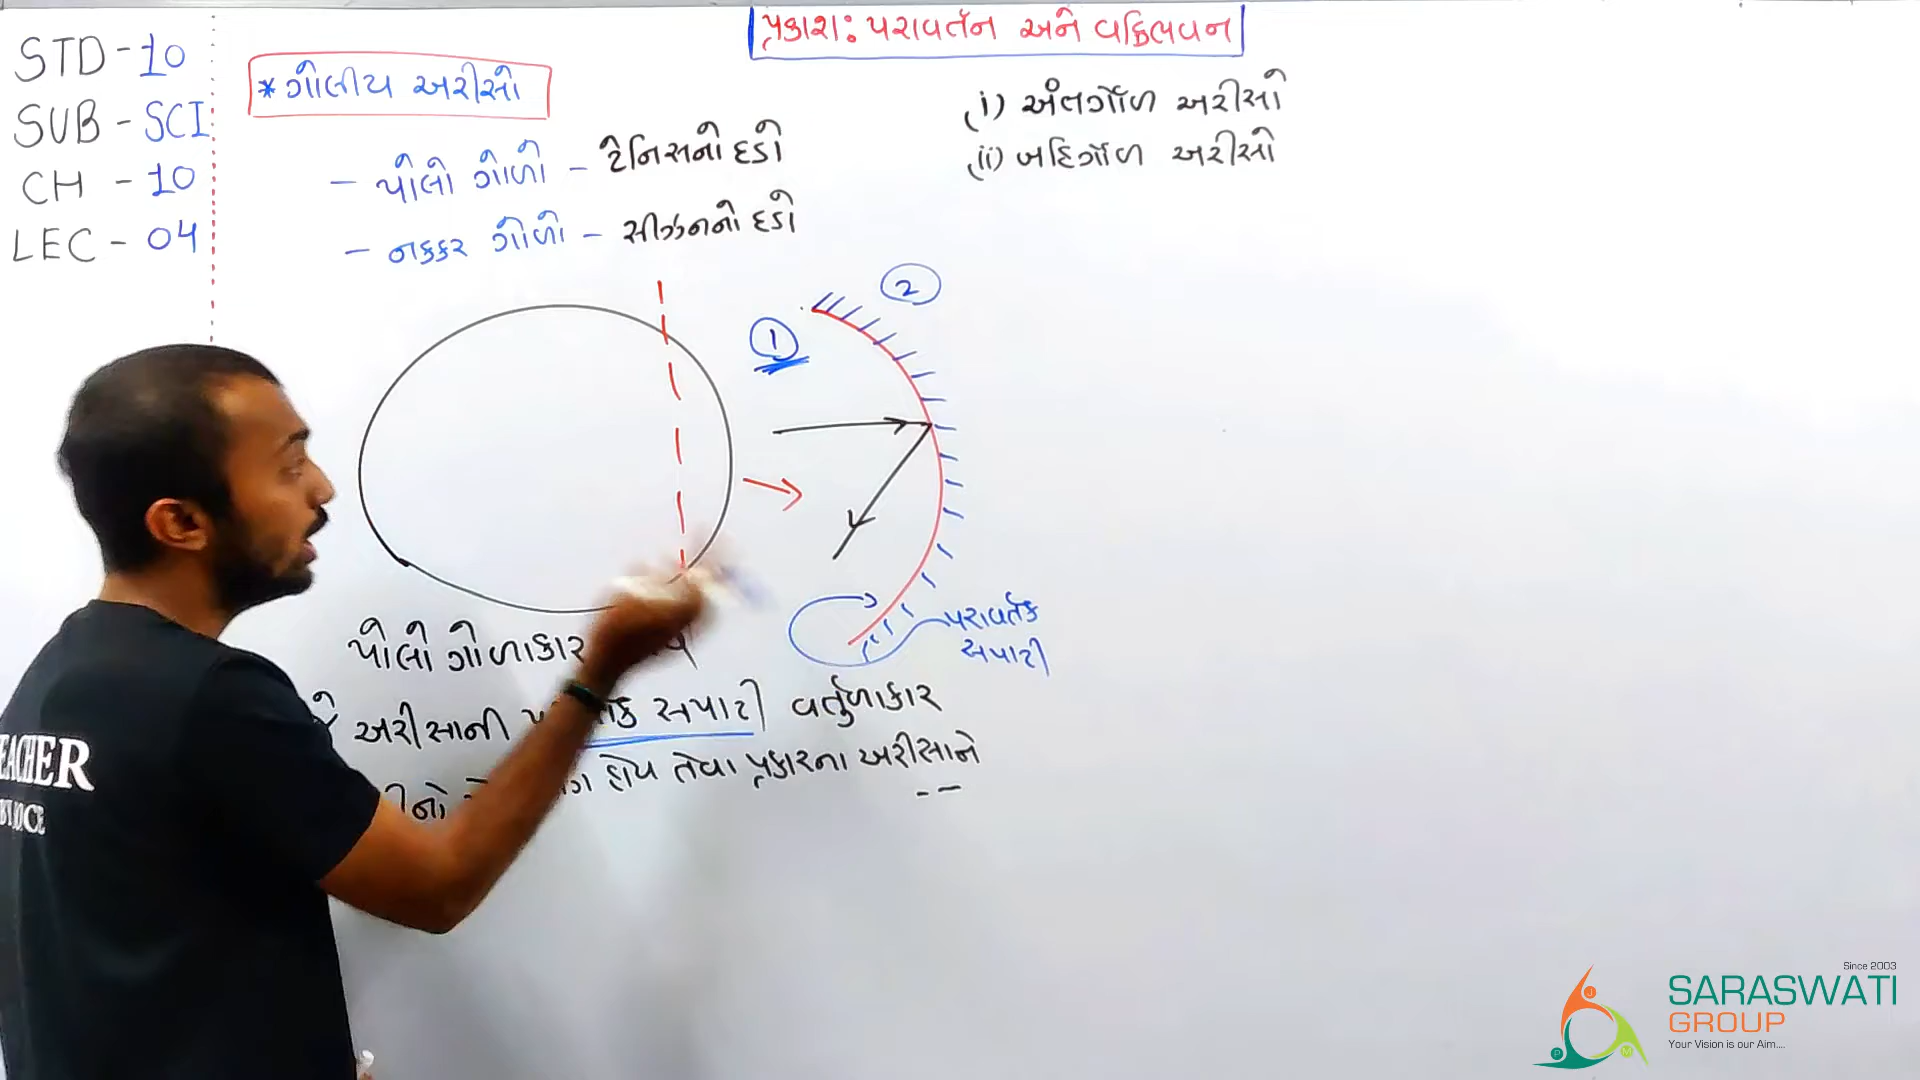 પ્રકાશ: પરાવર્તન અને વક્રિભવન
STD-10
SUB-SCI
CH-10
LEC-04
*ગોલીય અરીસો
- પોલો ગોળો - ટેનિસનો દડો
- નક્કર ગોળો - સીઝનનો દડો
(i) અંતર્ગોળ અરીસો
(ii) બહિર્ગોળ અરીસો
1
2
પરાવર્તક
સપાટી
પોલો ગોળાકાર
જે અરીસાની સપાટી વર્તુળાકાર
હોય તેવા પ્રકારના અરીસાને
--
Since 2003
SARASWATI
GROUP
Your Vision is our Aim....
J
P
M